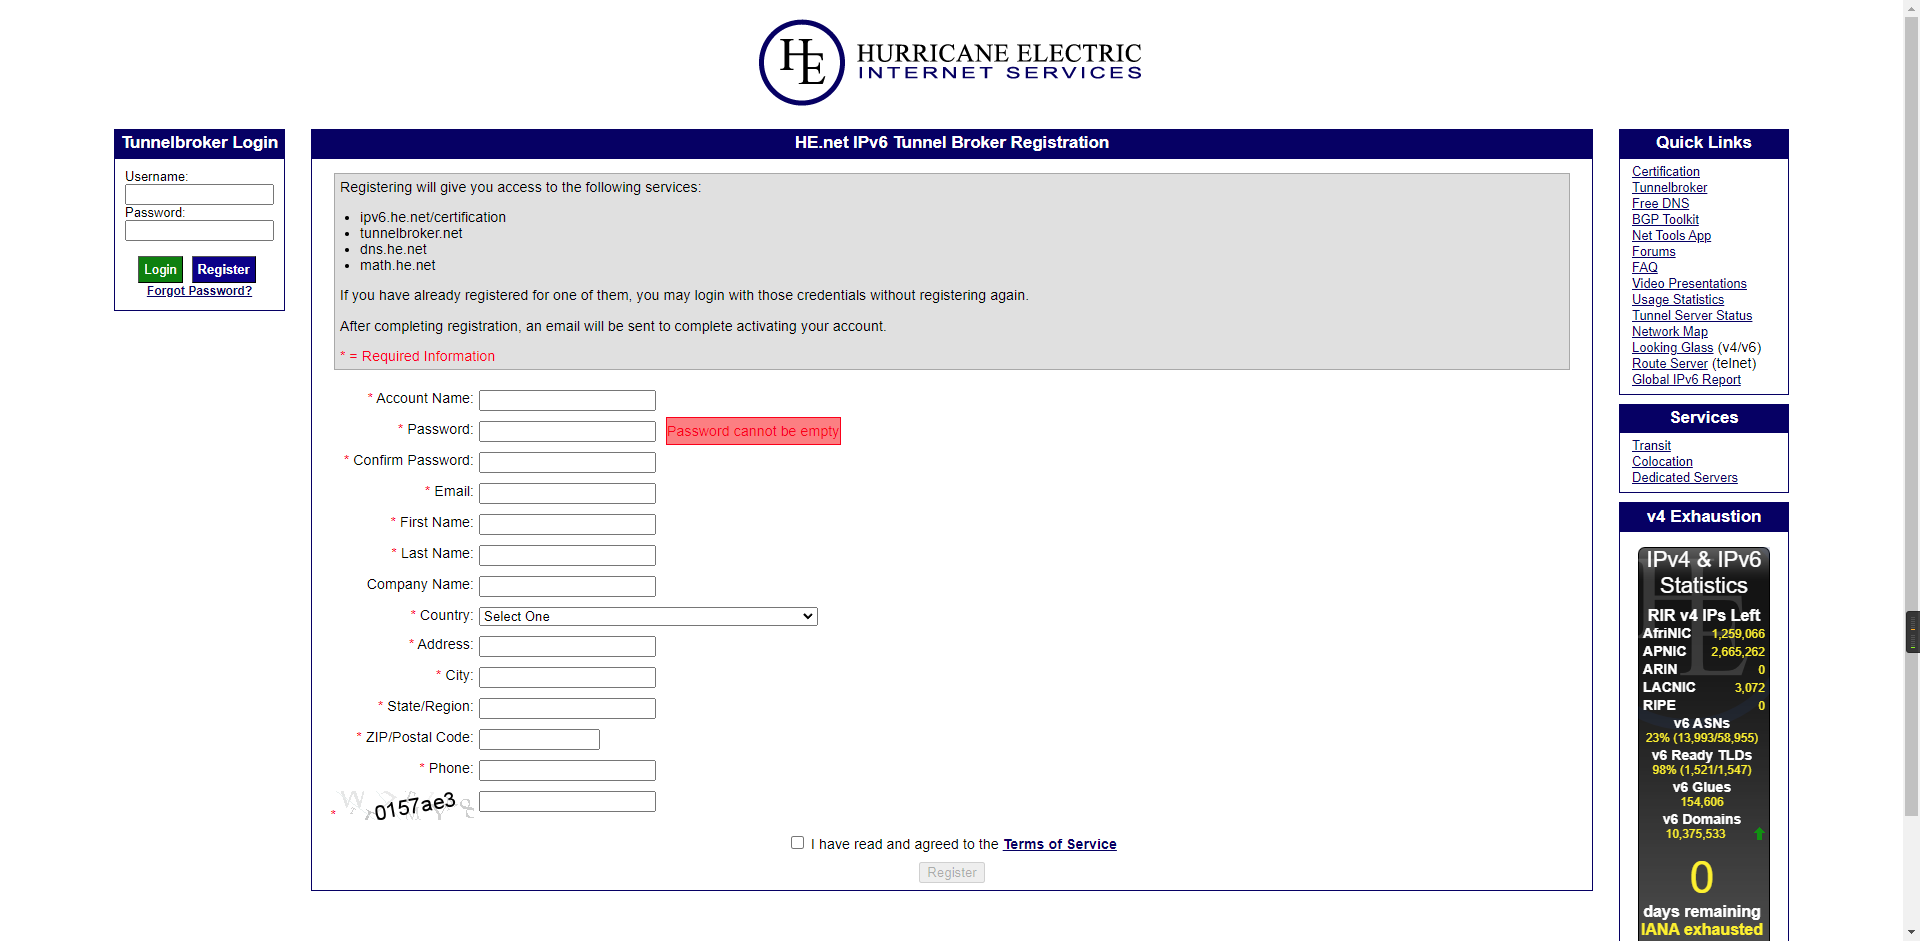 HE
HURRICANE ELECTRIC
INTERNET SERVICES
Tunnelbroker Login
Username:
Password:
Login Register
Forgot Password?
HE.net IPv6 Tunnel Broker Registration
Registering will give you access to the following services:
• ipv6.he.net/certification
• tunnelbroker.net
• dns.he.net
• math.he.net
If you have already registered for one of them, you may login with those credentials without registering again.
After completing registration, an email will be sent to complete activating your account.
* = Required Information
* Account Name:
* Password: Password cannot be empty
* Confirm Password:
* Email:
* First Name:
* Last Name:
Company Name:
* Country: Select One
* Address:
* City:
* State/Region:
* ZIP/Postal Code:
* Phone:
* 0157ae3
I have read and agreed to the Terms of Service
Register
Quick Links
Certification
Tunnelbroker
Free DNS
BGP Toolkit
Net Tools App
Forums
FAQ
Video Presentations
Usage Statistics
Tunnel Server Status
Network Map
Looking Glass (v4/v6)
Route Server (telnet)
Global IPv6 Report
Services
Transit
Colocation
Dedicated Servers
v4 Exhaustion
IPv4 & IPv6
Statistics
RIR v4 IPs Left
AfriNIC 1,259,066
APNIC 2,665,262
ARIN 0
LACNIC 3,072
RIPE 0
v6 ASNs
23% (13,993/58,955)
v6 Ready TLDs
98% (1,521/1,547)
v6 Glues
154,606
v6 Domains
10,375,533
0
days remaining
IANA exhausted